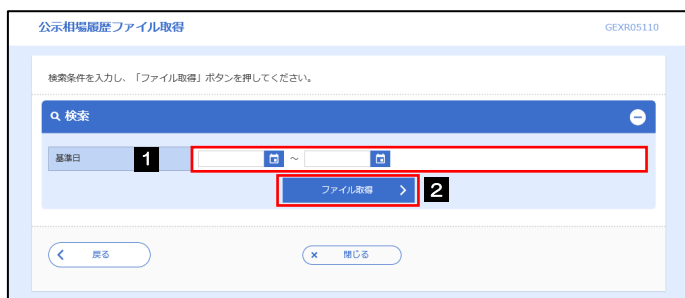 公示相場履歴ファイル取得 GEXR05110
検索条件を入力し、「ファイル取得」ボタンを押してください。
検索
基準日 1 ～
ファイル取得 2
戻る × 閉じる